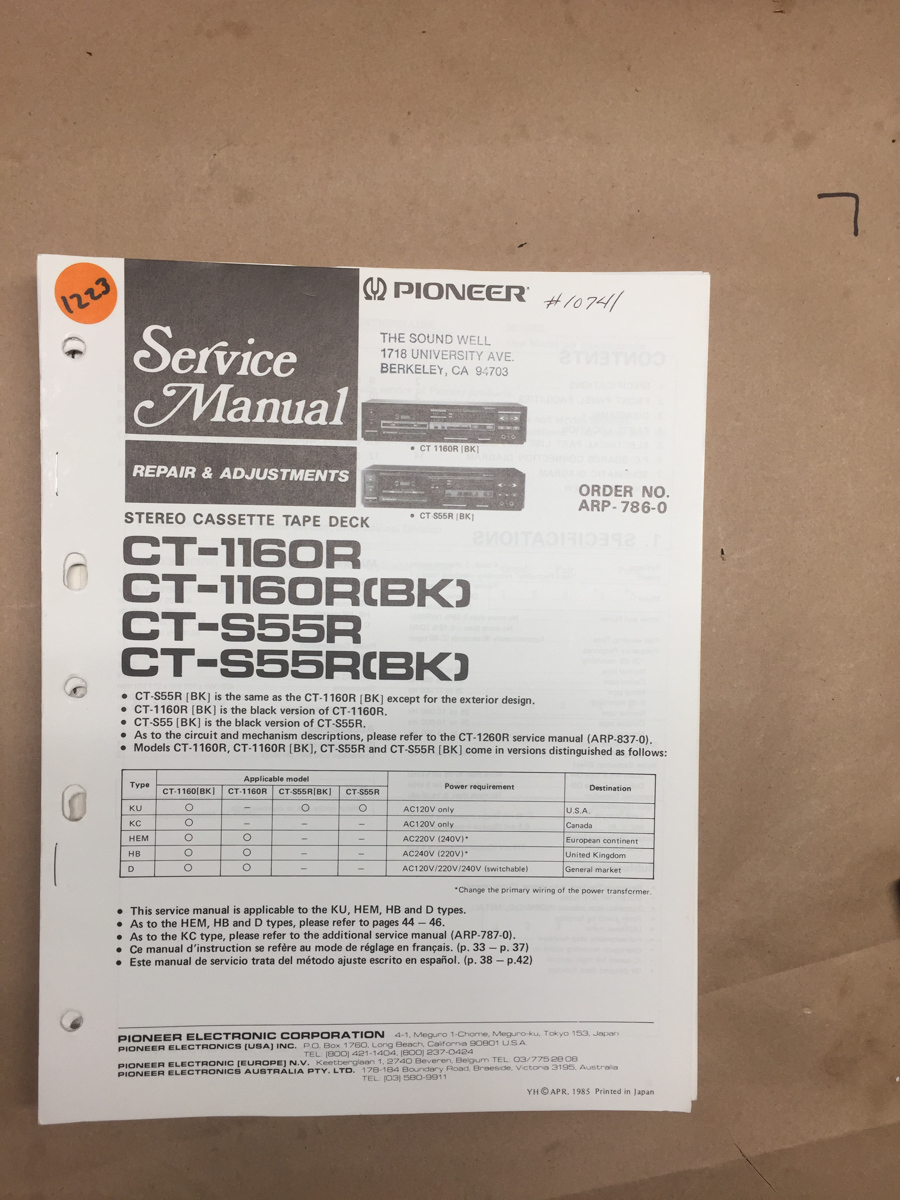 1223
PIONEER
#10741
Service
Manual
THE SOUND WELL
1718 UNIVERSITY AVE.
BERKELEY, CA 94703
• CT 1160R [BK]
REPAIR & ADJUSTMENTS
• CT S55R [BK]
ORDER NO.
ARP-786-0
STEREO CASSETTE TAPE DECK
CT-1160R
CT-1160R(BK)
CT-S55R
CT-S55R(BK)
• CT-S55R [BK] is the same as the CT-1160R [BK] except for the exterior design.
• CT-1160R [BK] is the black version of CT-1160R.
• CT-S55 [BK] is the black version of CT-S55R.
• As to the circuit and mechanism descriptions, please refer to the CT-1260R service manual (ARP-837-0).
• Models CT-1160R, CT-1160R [BK], CT-S55R and CT-S55R [BK] come in versions distinguished as follows:
Type Applicable model Power requirement Destination
CT-1160[BK] CT-1160R CT-S55R[BK] CT-S55R
KU ○ – ○ ○ AC120V only U.S.A.
KC ○ – – – AC120V only Canada
HEM ○ ○ – – AC220V (240V)* European continent
HB ○ ○ – – AC240V (220V)* United Kingdom
D ○ ○ – – AC120V/220V/240V (switchable) General market
*Change the primary wiring of the power transformer.
• This service manual is applicable to the KU, HEM, HB and D types.
• As to the HEM, HB and D types, please refer to pages 44 – 46.
• As to the KC type, please refer to the additional service manual (ARP-787-0).
• Ce manuel d'instruction se refère au mode de réglage en français. (p. 33 – p. 37)
• Este manual de servicio trata del método ajuste escrito en español. (p. 38 – p.42)
PIONEER ELECTRONIC CORPORATION 4-1, Meguro 1-Chome, Meguro-ku, Tokyo 153, Japan
PIONEER ELECTRONICS (USA) INC. P.O. Box 1760, Long Beach, California 90801 U.S.A.
TEL. (800) 421-1404, (800) 237-0424
PIONEER ELECTRONIC (EUROPE) N.V. Keetberglaan 1, 2740 Beveren, Belgium TEL. 03/775 28 08
PIONEER ELECTRONICS AUSTRALIA PTY. LTD. 178-184 Boundary Road, Braeside, Victoria 3195, Australia
TEL. (03) 580-9911
YH © APR. 1985 Printed in Japan